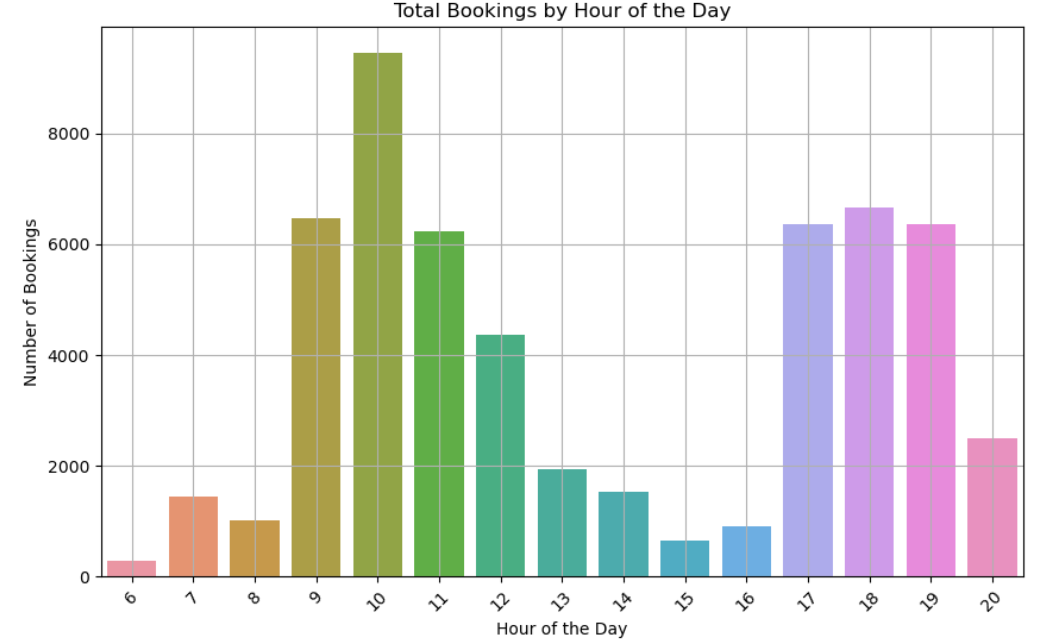 Total Bookings by Hour of the Day
Number of Bookings
8000
6000
4000
2000
0
6 7 8 9 10 11 12 13 14 15 16 17 18 19 20
Hour of the Day